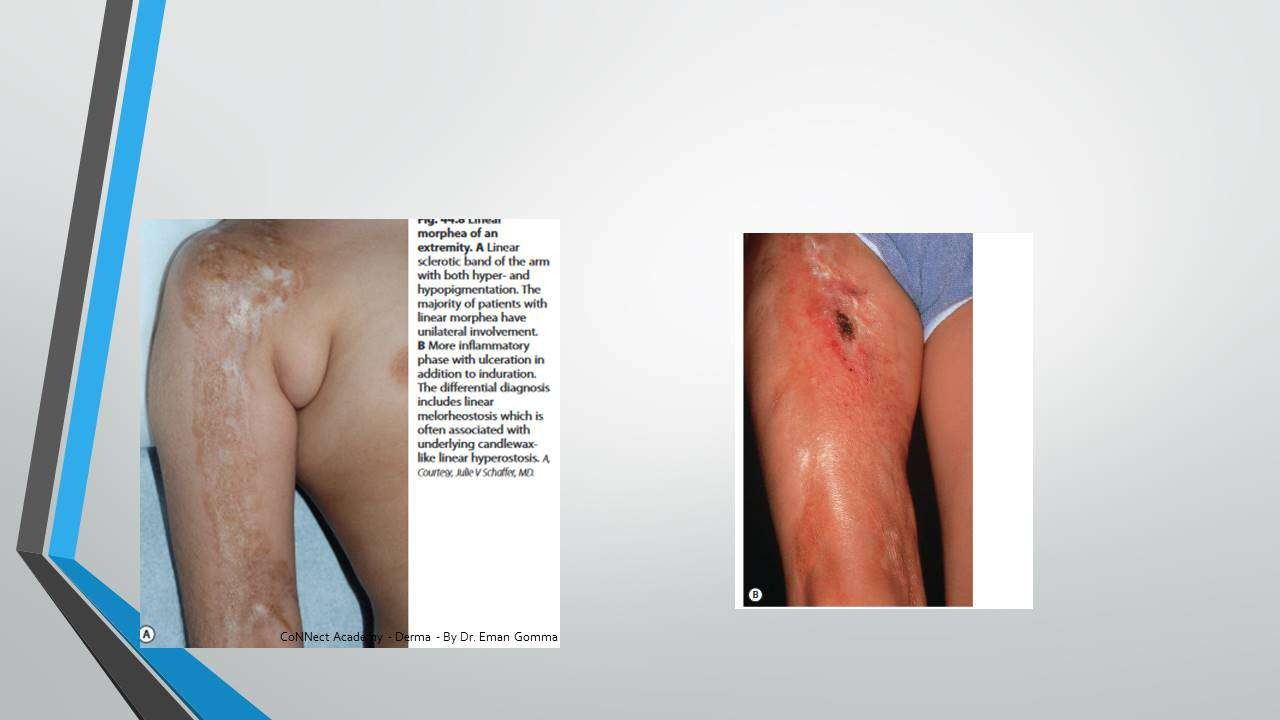 Fig. 44.8 Linear
morphea of an
extremity. A Linear
sclerotic band of the arm
with both hyper- and
hypopigmentation. The
majority of patients with
linear morphea have
unilateral involvement.
B More inflammatory
phase with ulceration in
addition to induration.
The differential diagnosis
includes linear
melorheostosis which is
often associated with
underlying candlewax-
like linear hyperostosis. A,
Courtesy, Julie V Schaffer, MD.
A
CoNNect Academy - Derma - By Dr. Eman Gomma
B